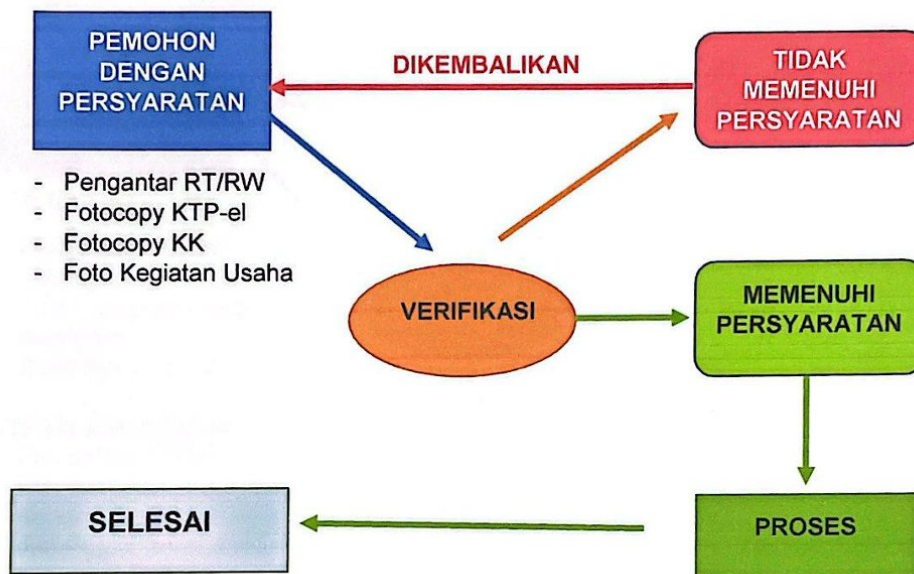 PEMOHON
DENGAN
PERSYARATAN
DIKEMBALIKAN
TIDAK
MEMENUHI
PERSYARATAN
- Pengantar RT/RW
- Fotocopy KTP-el
- Fotocopy KK
- Foto Kegiatan Usaha
VERIFIKASI
MEMENUHI
PERSYARATAN
SELESAI
PROSES